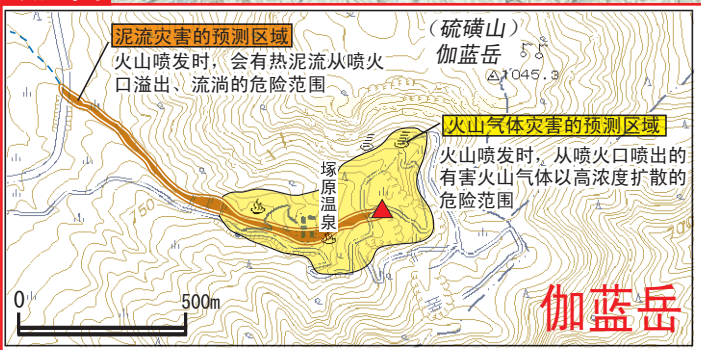 泥流灾害的预测区域
火山喷发时，会有热泥流从喷火
口溢出、流淌的危险范围
（硫磺山）
伽蓝岳
1045.3
火山气体灾害的预测区域
火山喷发时，从喷火口喷出的
有害火山气体以高浓度扩散的
危险范围
塚原温泉
750
0
500m
伽蓝岳